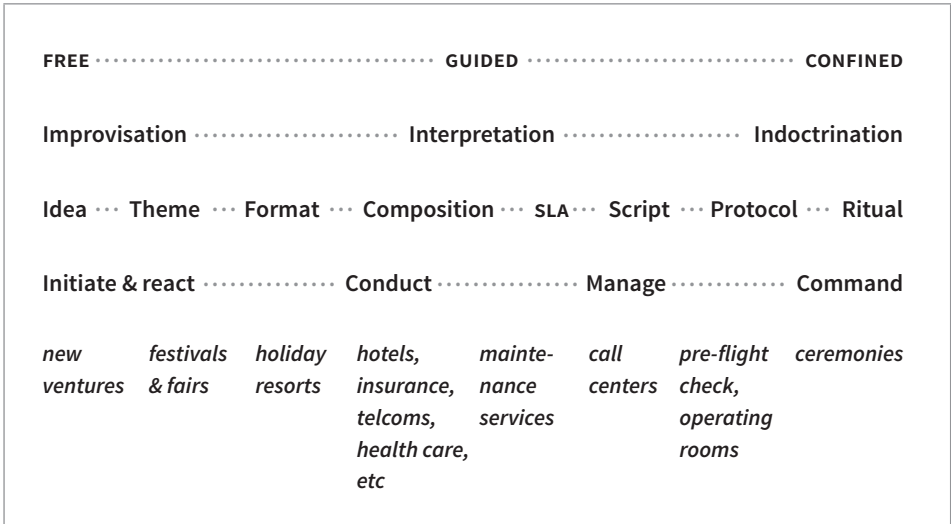 FREE ··· GUIDED ··· CONFINED
Improvisation ··· Interpretation ··· Indoctrination
Idea ··· Theme ··· Format ··· Composition ··· SLA ··· Script ··· Protocol ··· Ritual
Initiate & react ··· Conduct ··· Manage ··· Command
new festivals holiday hotels, mainte- call pre-flight ceremonies
ventures & fairs resorts insurance, nance centers check,
telcoms, services operating
health care, rooms
etc